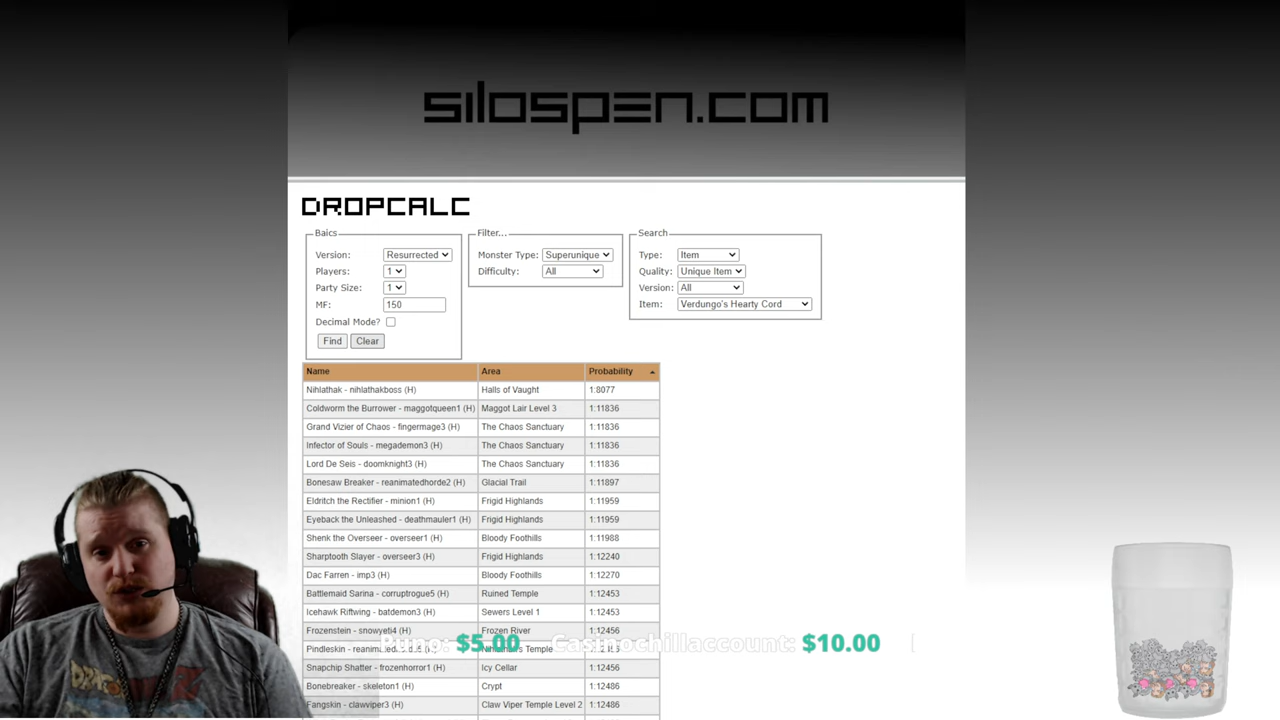 silospen.com
DROPCALC
Baics
Version: Resurrected
Players: 1
Party Size: 1
MF: 150
Decimal Mode?
Find Clear
Filter...
Monster Type: Superunique
Difficulty: All
Search
Type: Item
Quality: Unique Item
Version: All
Item: Verdungo's Hearty Cord
Name Area Probability
Nihlathak - nihlathakboss (H) Halls of Vaught 1:8077
Coldworm the Burrower - maggotqueen1 (H) Maggot Lair Level 3 1:11836
Grand Vizier of Chaos - fingermage3 (H) The Chaos Sanctuary 1:11836
Infector of Souls - megademon3 (H) The Chaos Sanctuary 1:11836
Lord De Seis - doomknight3 (H) The Chaos Sanctuary 1:11836
Bonesaw Breaker - reanimatedhorde2 (H) Glacial Trail 1:11897
Eldritch the Rectifier - minion1 (H) Frigid Highlands 1:11959
Eyeback the Unleashed - deathmauler1 (H) Frigid Highlands 1:11959
Shenk the Overseer - overseer1 (H) Bloody Foothills 1:11988
Sharptooth Slayer - overseer3 (H) Frigid Highlands 1:12240
Dac Farren - imp3 (H) Bloody Foothills 1:12270
Battlemaid Sarina - corruptrogue5 (H) Ruined Temple 1:12453
Icehawk Riftwing - batdemon3 (H) Sewers Level 1 1:12453
Frozenstein - snowyeti4 (H) Frozen River 1:12456
$5.00 Casinochillaccount: $10.00
Pindleskin - Temple
Snapchip Shatter - frozenhorror1 (H) Icy Cellar 1:12456
Bonebreaker - skeleton1 (H) Crypt 1:12486
Fangskin - clawviper3 (H) Claw Viper Temple Level 2 1:12486